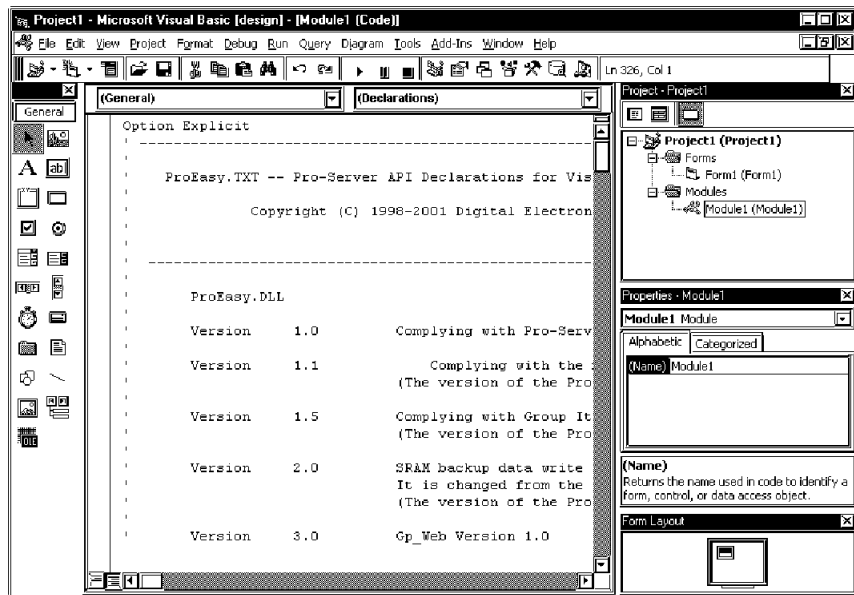 Project1 - Microsoft Visual Basic [design] - [Module1 (Code)]
File Edit View Project Format Debug Run Query Diagram Tools Add-Ins Window Help
Ln 326, Col 1
General
(General)
(Declarations)
Option Explicit
' ------------------------------------------------------
' ProEasy.TXT -- Pro-Server API Declarations for Vis
' Copyright (C) 1998-2001 Digital Electron
' ------------------------------------------------------
' ProEasy.DLL
' Version 1.0 Complying with Pro-Serv
' Version 1.1 Complying with the
' (The version of the Pro
' Version 1.5 Complying with Group It
' (The version of the Pro
' Version 2.0 SRAM backup data write
' It is changed from the
' (The version of the Pro
' Version 3.0 Gp_Web Version 1.0
Project - Project1
Project1 (Project1)
Forms
Form1 (Form1)
Modules
Module1 (Module1)
Properties - Module1
Module1 Module
Alphabetic Categorized
(Name) Module1
(Name)
Returns the name used in code to identify a
form, control, or data access object.
Form Layout